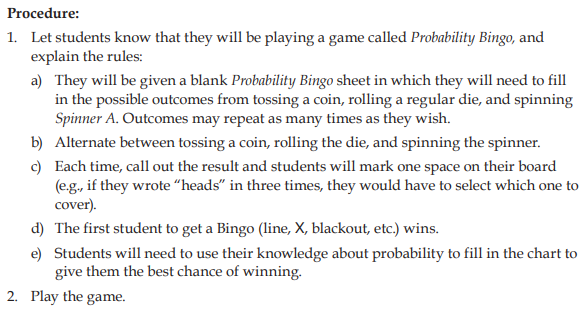 Procedure:
1. Let students know that they will be playing a game called Probability Bingo, and
explain the rules:
a) They will be given a blank Probability Bingo sheet in which they will need to fill
in the possible outcomes from tossing a coin, rolling a regular die, and spinning
Spinner A. Outcomes may repeat as many times as they wish.
b) Alternate between tossing a coin, rolling the die, and spinning the spinner.
c) Each time, call out the result and students will mark one space on their board
(e.g., if they wrote “heads” in three times, they would have to select which one to
cover).
d) The first student to get a Bingo (line, X, blackout, etc.) wins.
e) Students will need to use their knowledge about probability to fill in the chart to
give them the best chance of winning.
2. Play the game.